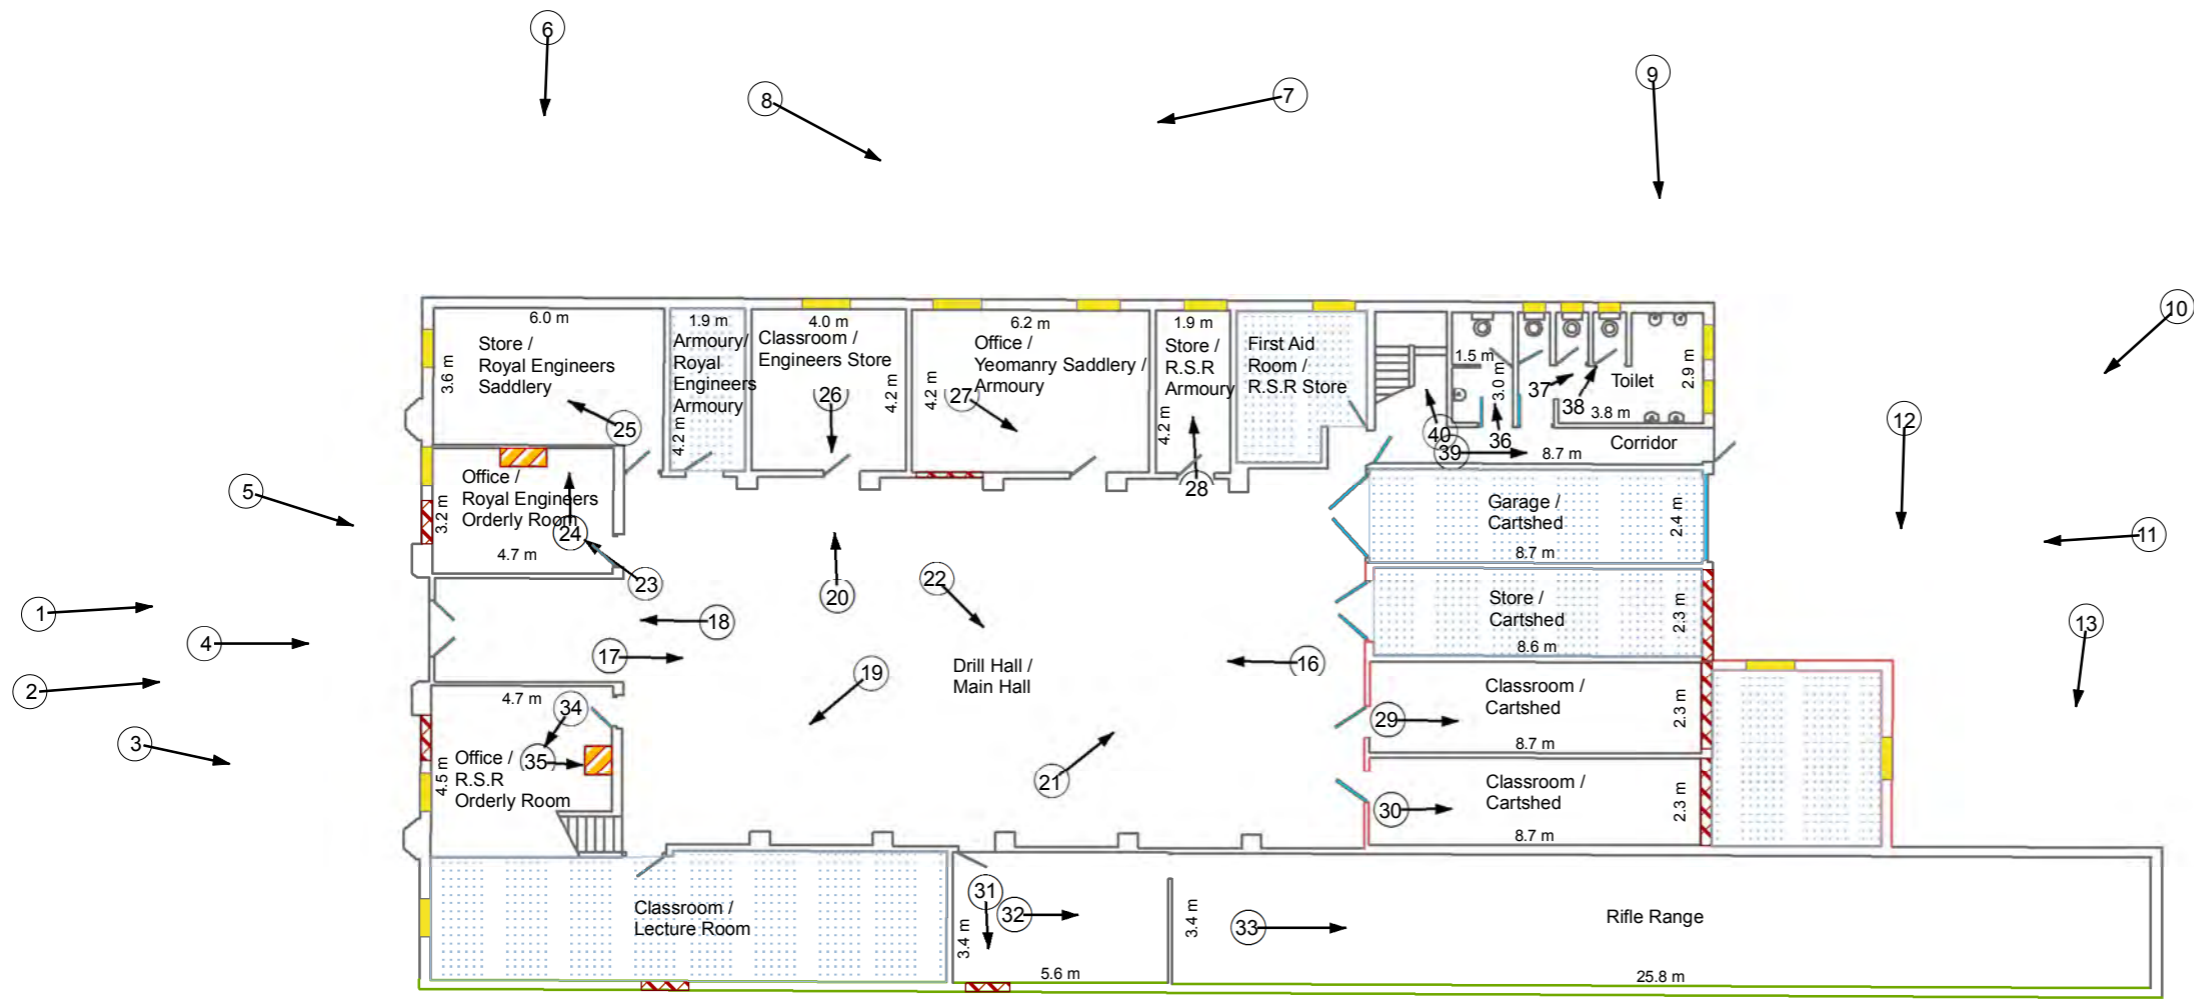 6
8
7
9
10
12
11
13
5
1
4
2
3
6.0 m
Store /
Royal Engineers
Saddlery
3.6 m
25
1.9 m
Armoury/
Royal
Engineers
Armoury
4.2 m
4.0 m
Classroom /
Engineers Store
26
4.2 m
6.2 m
Office /
Yeomanry Saddlery /
Armoury
4.2 m
27
1.9 m
Store /
R.S.R
Armoury
4.2 m
28
First Aid
Room /
R.S.R Store
1.5 m
3.0 m
37
38
Toilet
2.9 m
3.8 m
40
39
36
Corridor
8.7 m
Office /
Royal Engineers
Orderly Room
3.2 m
24
4.7 m
23
Garage /
Cartshed
2.4 m
8.7 m
22
20
18
17
19
Drill Hall /
Main Hall
16
21
Store /
Cartshed
2.3 m
8.6 m
Classroom /
Cartshed
2.3 m
29
8.7 m
Classroom /
Cartshed
2.3 m
30
8.7 m
4.7 m
34
Office /
R.S.R
Orderly Room
4.5 m
35
Classroom /
Lecture Room
31
32
3.4 m
5.6 m
3.4 m
33
Rifle Range
25.8 m